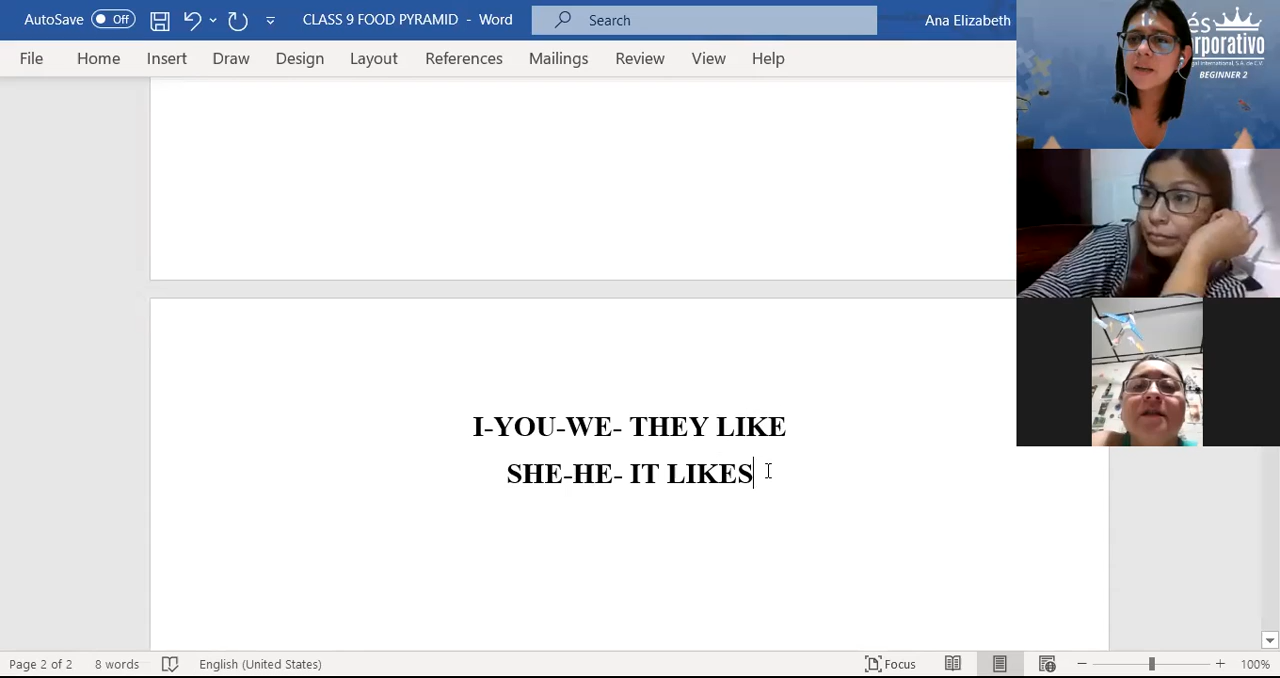 AutoSave Off CLASS 9 FOOD PYRAMID - Word Search Ana Elizabeth
File Home Insert Draw Design Layout References Mailings Review View Help
BEGINNER 2
I-YOU-WE- THEY LIKE
SHE-HE- IT LIKES
Page 2 of 2 8 words English (United States) Focus 100%